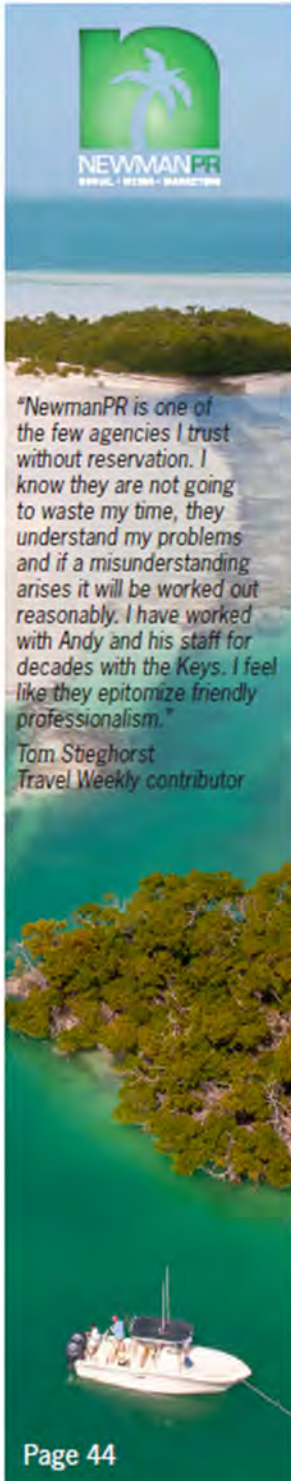 NEWMANPR
"NewmanPR is one of
the few agencies I trust
without reservation. I
know they are not going
to waste my time, they
understand my problems
and if a misunderstanding
arises it will be worked out
reasonably. I have worked
with Andy and his staff for
decades with the Keys. I feel
like they epitomize friendly
professionalism."
Tom Stieghorst
Travel Weekly contributor
Page 44